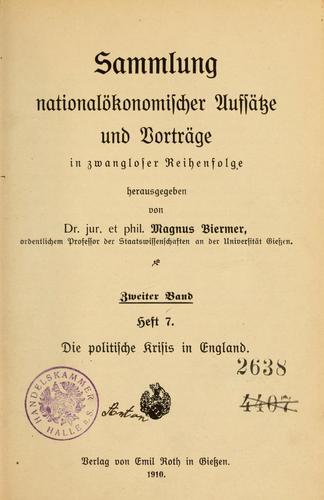 Sammlung
nationalökonomischer Aufsätze
und Vorträge
in zwangloser Reihenfolge
herausgegeben
von
Dr. jur. et phil. Magnus Biermer,
ordentlichem Professor der Staatswissenschaften an der Universität Gießen.
Zweiter Band
Heft 7.
Die politische Krisis in England.
2638
4407
HANDELSKAMMER
HALLE a. S.
Verlag von Emil Roth in Gießen.
1910.